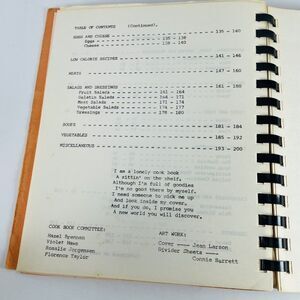 TABLE OF CONTENTS (Continued),
EGGS AND CHEESE 135 - 140
Eggs 135 - 138
Cheese 138 - 140
LOW CALORIE RECIPES 141 - 146
MEATS 147 - 160
SALADS AND DRESSINGS 161 - 180
Fruit Salads 161 - 164
Gelatin Salads 164 - 171
Meat Salads 171 - 174
Vegetable Salads 174 - 177
Dressings 178 - 180
SOUPS 181 - 184
VEGETABLES 185 - 192
MISCELLANEOUS 193 - 200
I am a lonely cook book
A sittin' on the shelf.
Although I'm full of goodies
I'm no good there by myself.
I need someone to pick me up
and look inside my cover,
And if you do, I promise you
A new world you will discover.
COOK BOOK COMMITTEE:
Hazel Brennan
Violet Haws
Rosalie Jorgensen
Florence Taylor
ART WORK:
Cover ---- Jean Larson
Divider Sheets ----
Connie Barrett